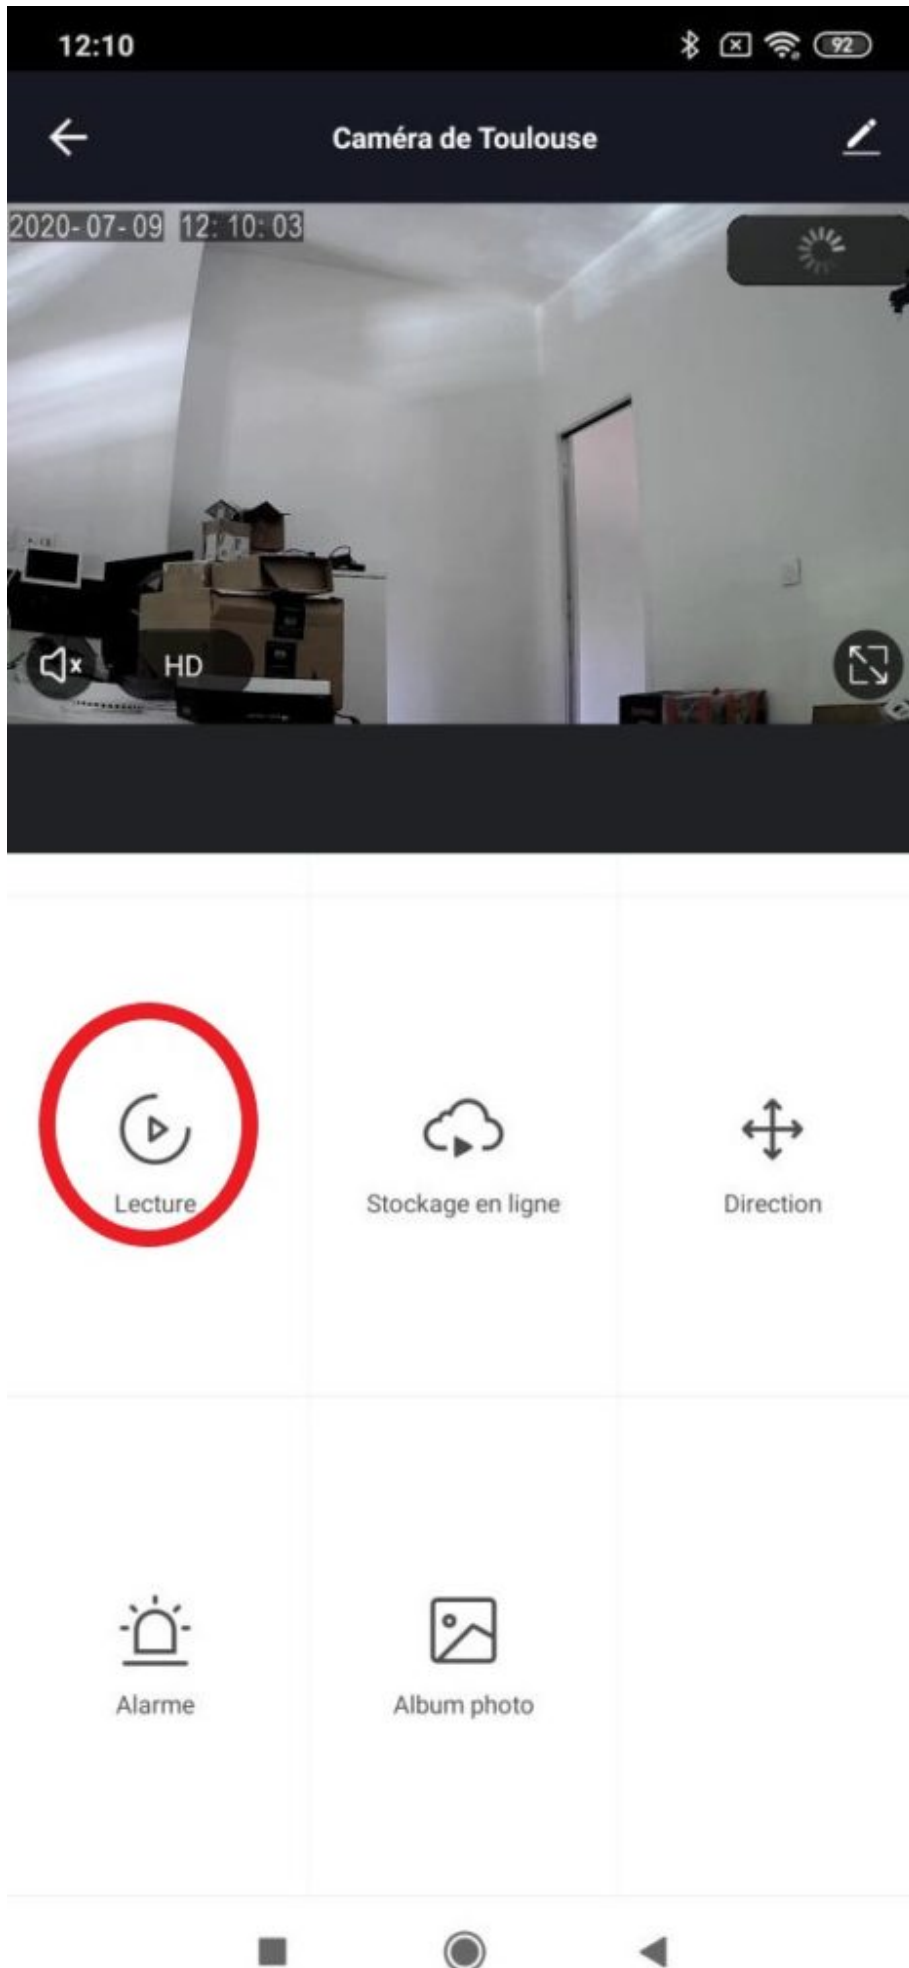 12:10
92
Caméra de Toulouse
2020-07-09 12:10:03
HD
Lecture
Stockage en ligne
Direction
Alarme
Album photo